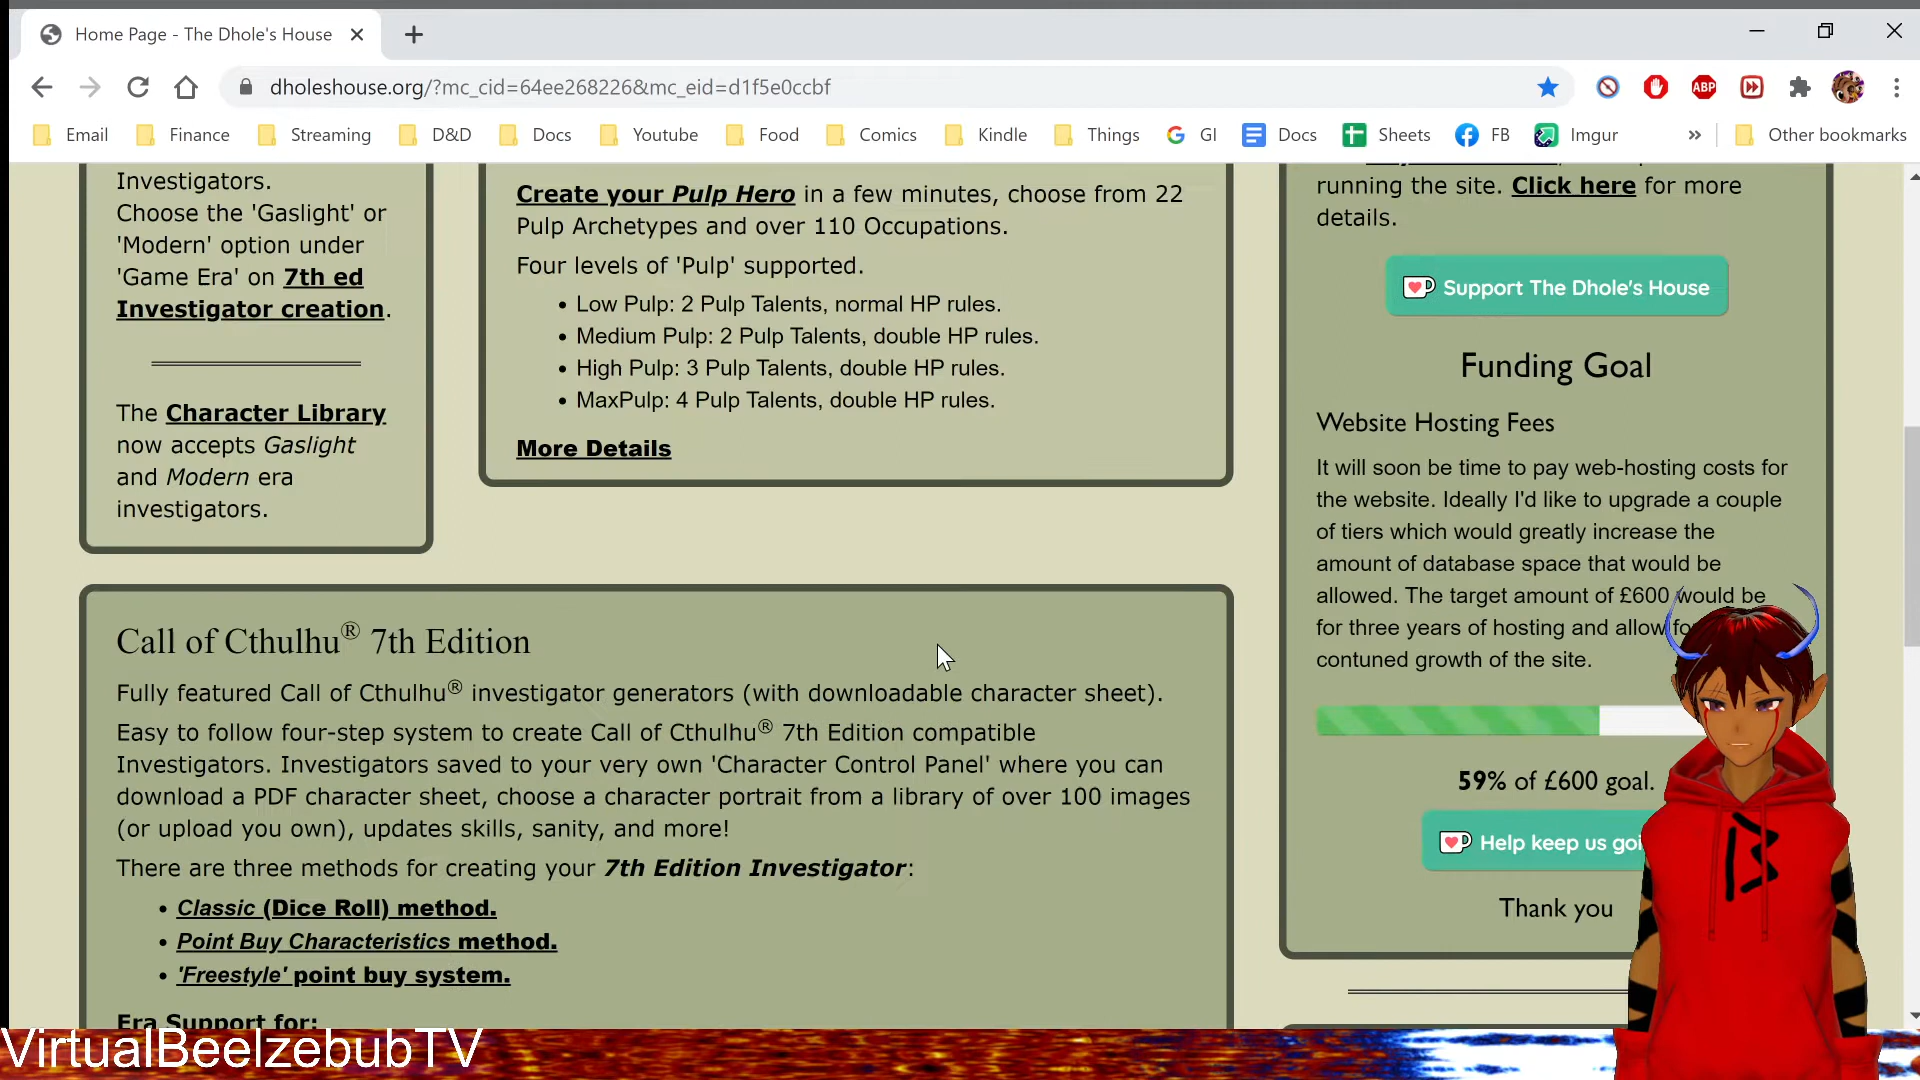 Home Page - The Dhole's House
dholeshouse.org/?mc_cid=64ee268226&mc_eid=d1f5e0ccbf
ABP
Email Finance Streaming D&D Docs Youtube Food Comics Kindle Things GI Docs Sheets FB Imgur » Other bookmarks
Investigators.
Choose the 'Gaslight' or
'Modern' option under
'Game Era' on 7th ed
Investigator creation.
The Character Library
now accepts Gaslight
and Modern era
investigators.
Create your Pulp Hero in a few minutes, choose from 22
Pulp Archetypes and over 110 Occupations.
Four levels of 'Pulp' supported.
• Low Pulp: 2 Pulp Talents, normal HP rules.
• Medium Pulp: 2 Pulp Talents, double HP rules.
• High Pulp: 3 Pulp Talents, double HP rules.
• MaxPulp: 4 Pulp Talents, double HP rules.
More Details
running the site. Click here for more
details.
Support The Dhole's House
Funding Goal
Website Hosting Fees
It will soon be time to pay web-hosting costs for
the website. Ideally I'd like to upgrade a couple
of tiers which would greatly increase the
amount of database space that would be
allowed. The target amount of £600 would be
for three years of hosting and allow
contuned growth of the site.
59% of £600 goal.
Help keep us
Thank you
Call of Cthulhu® 7th Edition
Fully featured Call of Cthulhu® investigator generators (with downloadable character sheet).
Easy to follow four-step system to create Call of Cthulhu® 7th Edition compatible
Investigators. Investigators saved to your very own 'Character Control Panel' where you can
download a PDF character sheet, choose a character portrait from a library of over 100 images
(or upload you own), updates skills, sanity, and more!
There are three methods for creating your 7th Edition Investigator:
• Classic (Dice Roll) method.
• Point Buy Characteristics method.
• 'Freestyle' point buy system.
Era Support for:
B
VirtualBeelzebubTV